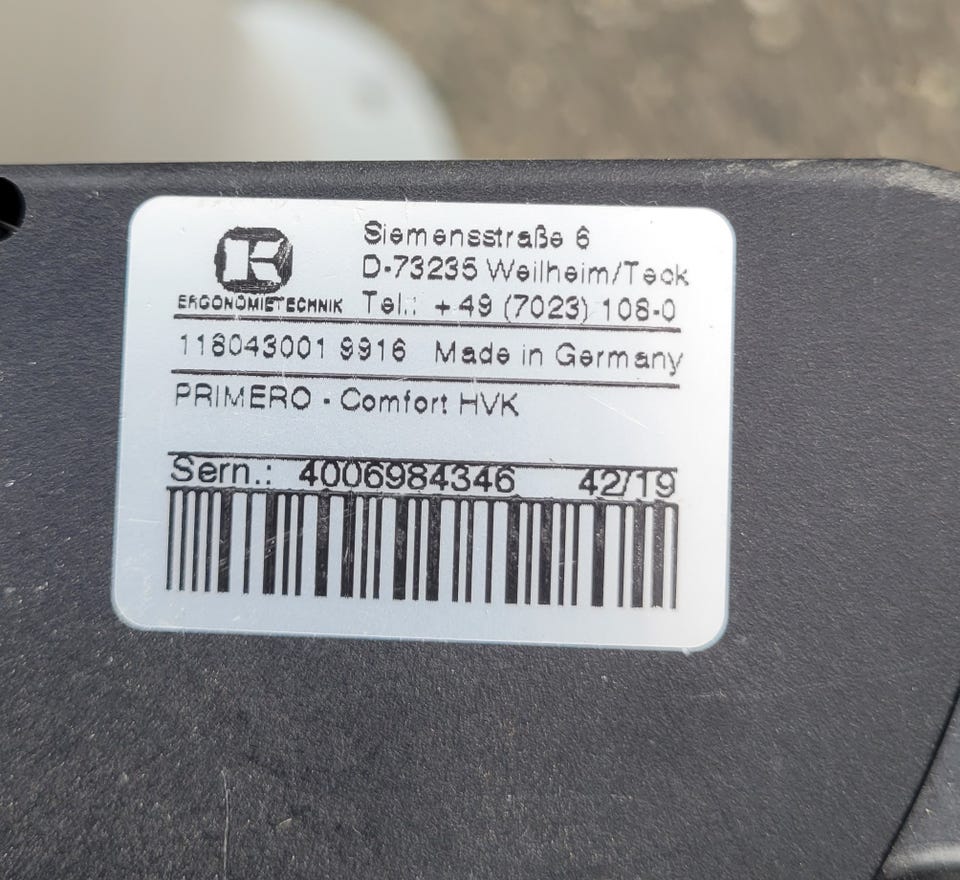 K
ERGONOMIETECHNIK
Siemensstraße 6
D-73235 Weilheim/Teck
Tel.: +49 (7023) 108-0
118043001 9916 Made in Germany
PRIMERO - Comfort HVK
Sern.: 4006984346 42/19